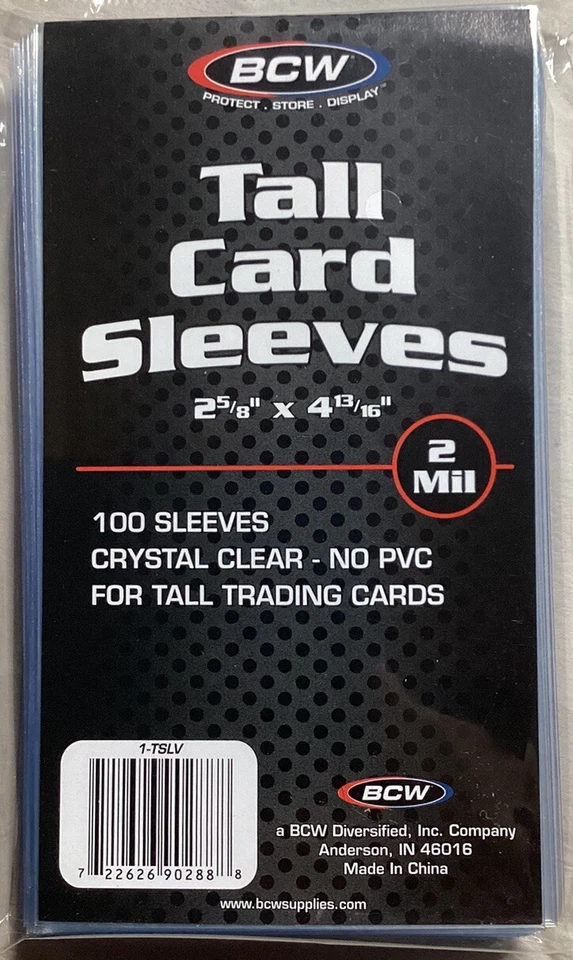 BCW
PROTECT . STORE . DISPLAY™
Tall
Card
Sleeves
2 5/8" x 4 13/16"
2
Mil
100 SLEEVES
CRYSTAL CLEAR - NO PVC
FOR TALL TRADING CARDS
1-TSLV
7 22626 90288 8
BCW
a BCW Diversified, Inc. Company
Anderson, IN 46016
Made In China
www.bcwsupplies.com